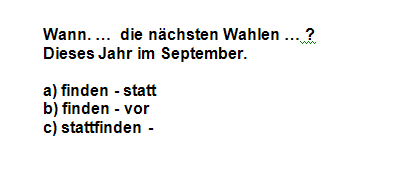 Wann. … die nächsten Wahlen … ?
Dieses Jahr im September.
a) finden - statt
b) finden - vor
c) stattfinden -